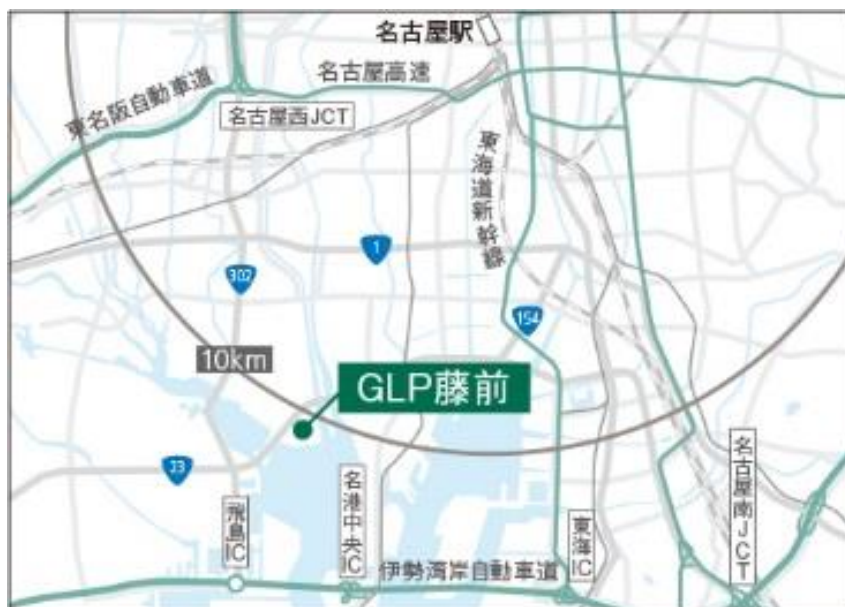 名古屋駅
名古屋高速
東名阪自動車道
名古屋西JCT
東海道新幹線
1
302
154
10km
GLP藤前
23
飛島IC
名港中央IC
東海IC
名古屋南JCT
伊勢湾岸自動車道